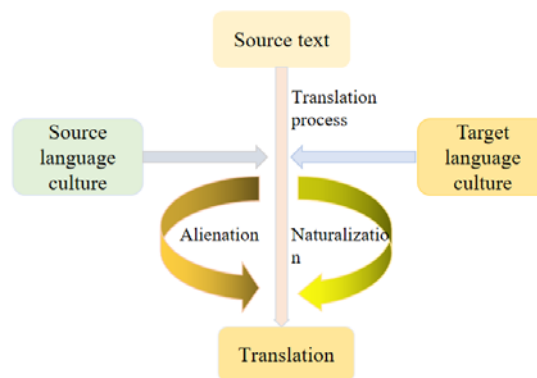 Source text
Translation
process
Source
language
culture
Target
language
culture
Alienation
Naturalizatio
n
Translation